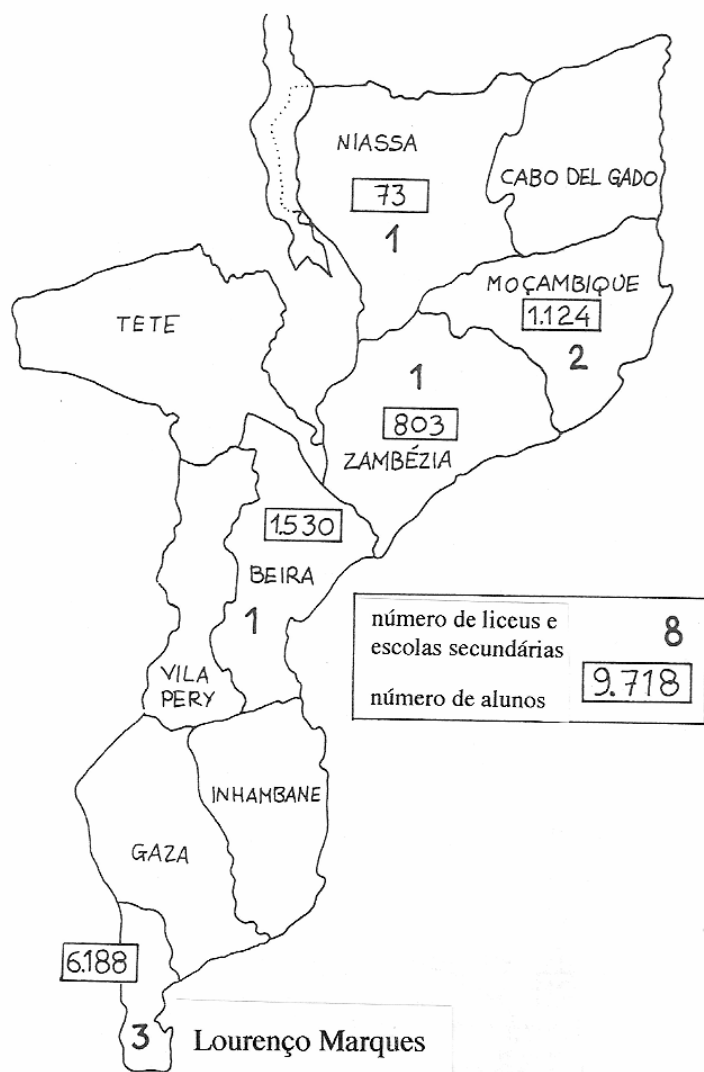 NIASSA
73
1
CABO DEL GADO
MOÇAMBIQUE
1.124
2
TETE
1
803
ZAMBÉZIA
1.530
BEIRA
1
VILA
PERY
número de liceus e
escolas secundárias
8
número de alunos
9.718
INHAMBANE
GAZA
6.188
3
Lourenço Marques